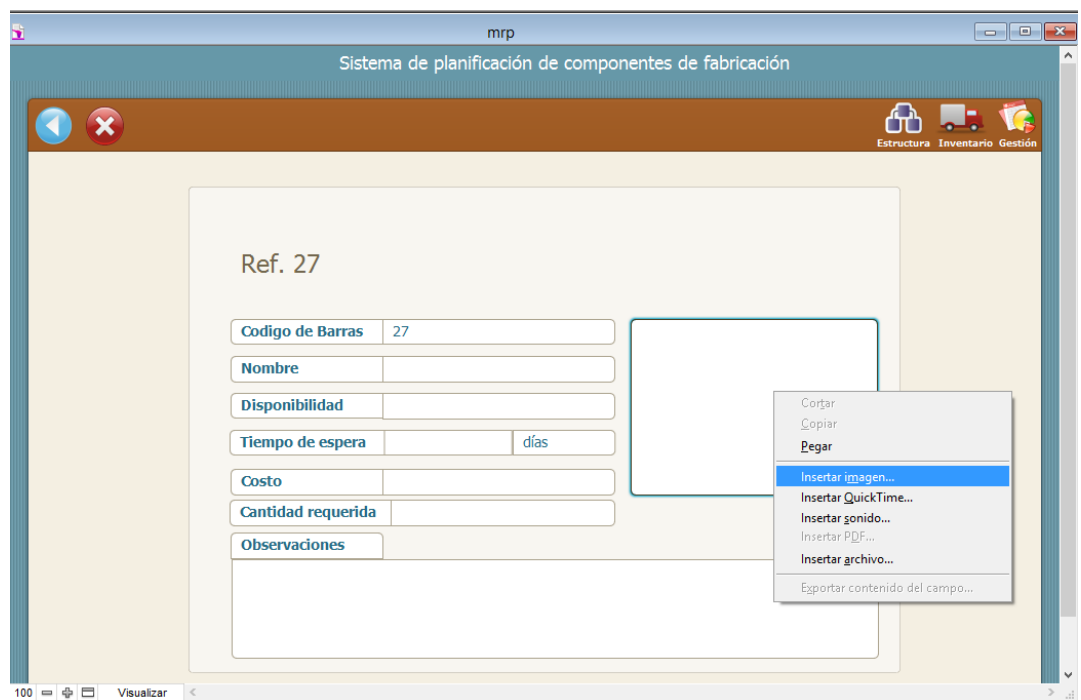 mrp
Sistema de planificación de componentes de fabricación
Estructura Inventario Gestión
Ref. 27
Codigo de Barras 27
Nombre
Disponibilidad
Tiempo de espera días
Costo
Cantidad requerida
Observaciones
Cortar
Copiar
Pegar
Insertar imagen...
Insertar QuickTime...
Insertar sonido...
Insertar PDF...
Insertar archivo...
Exportar contenido del campo...
100 Visualizar